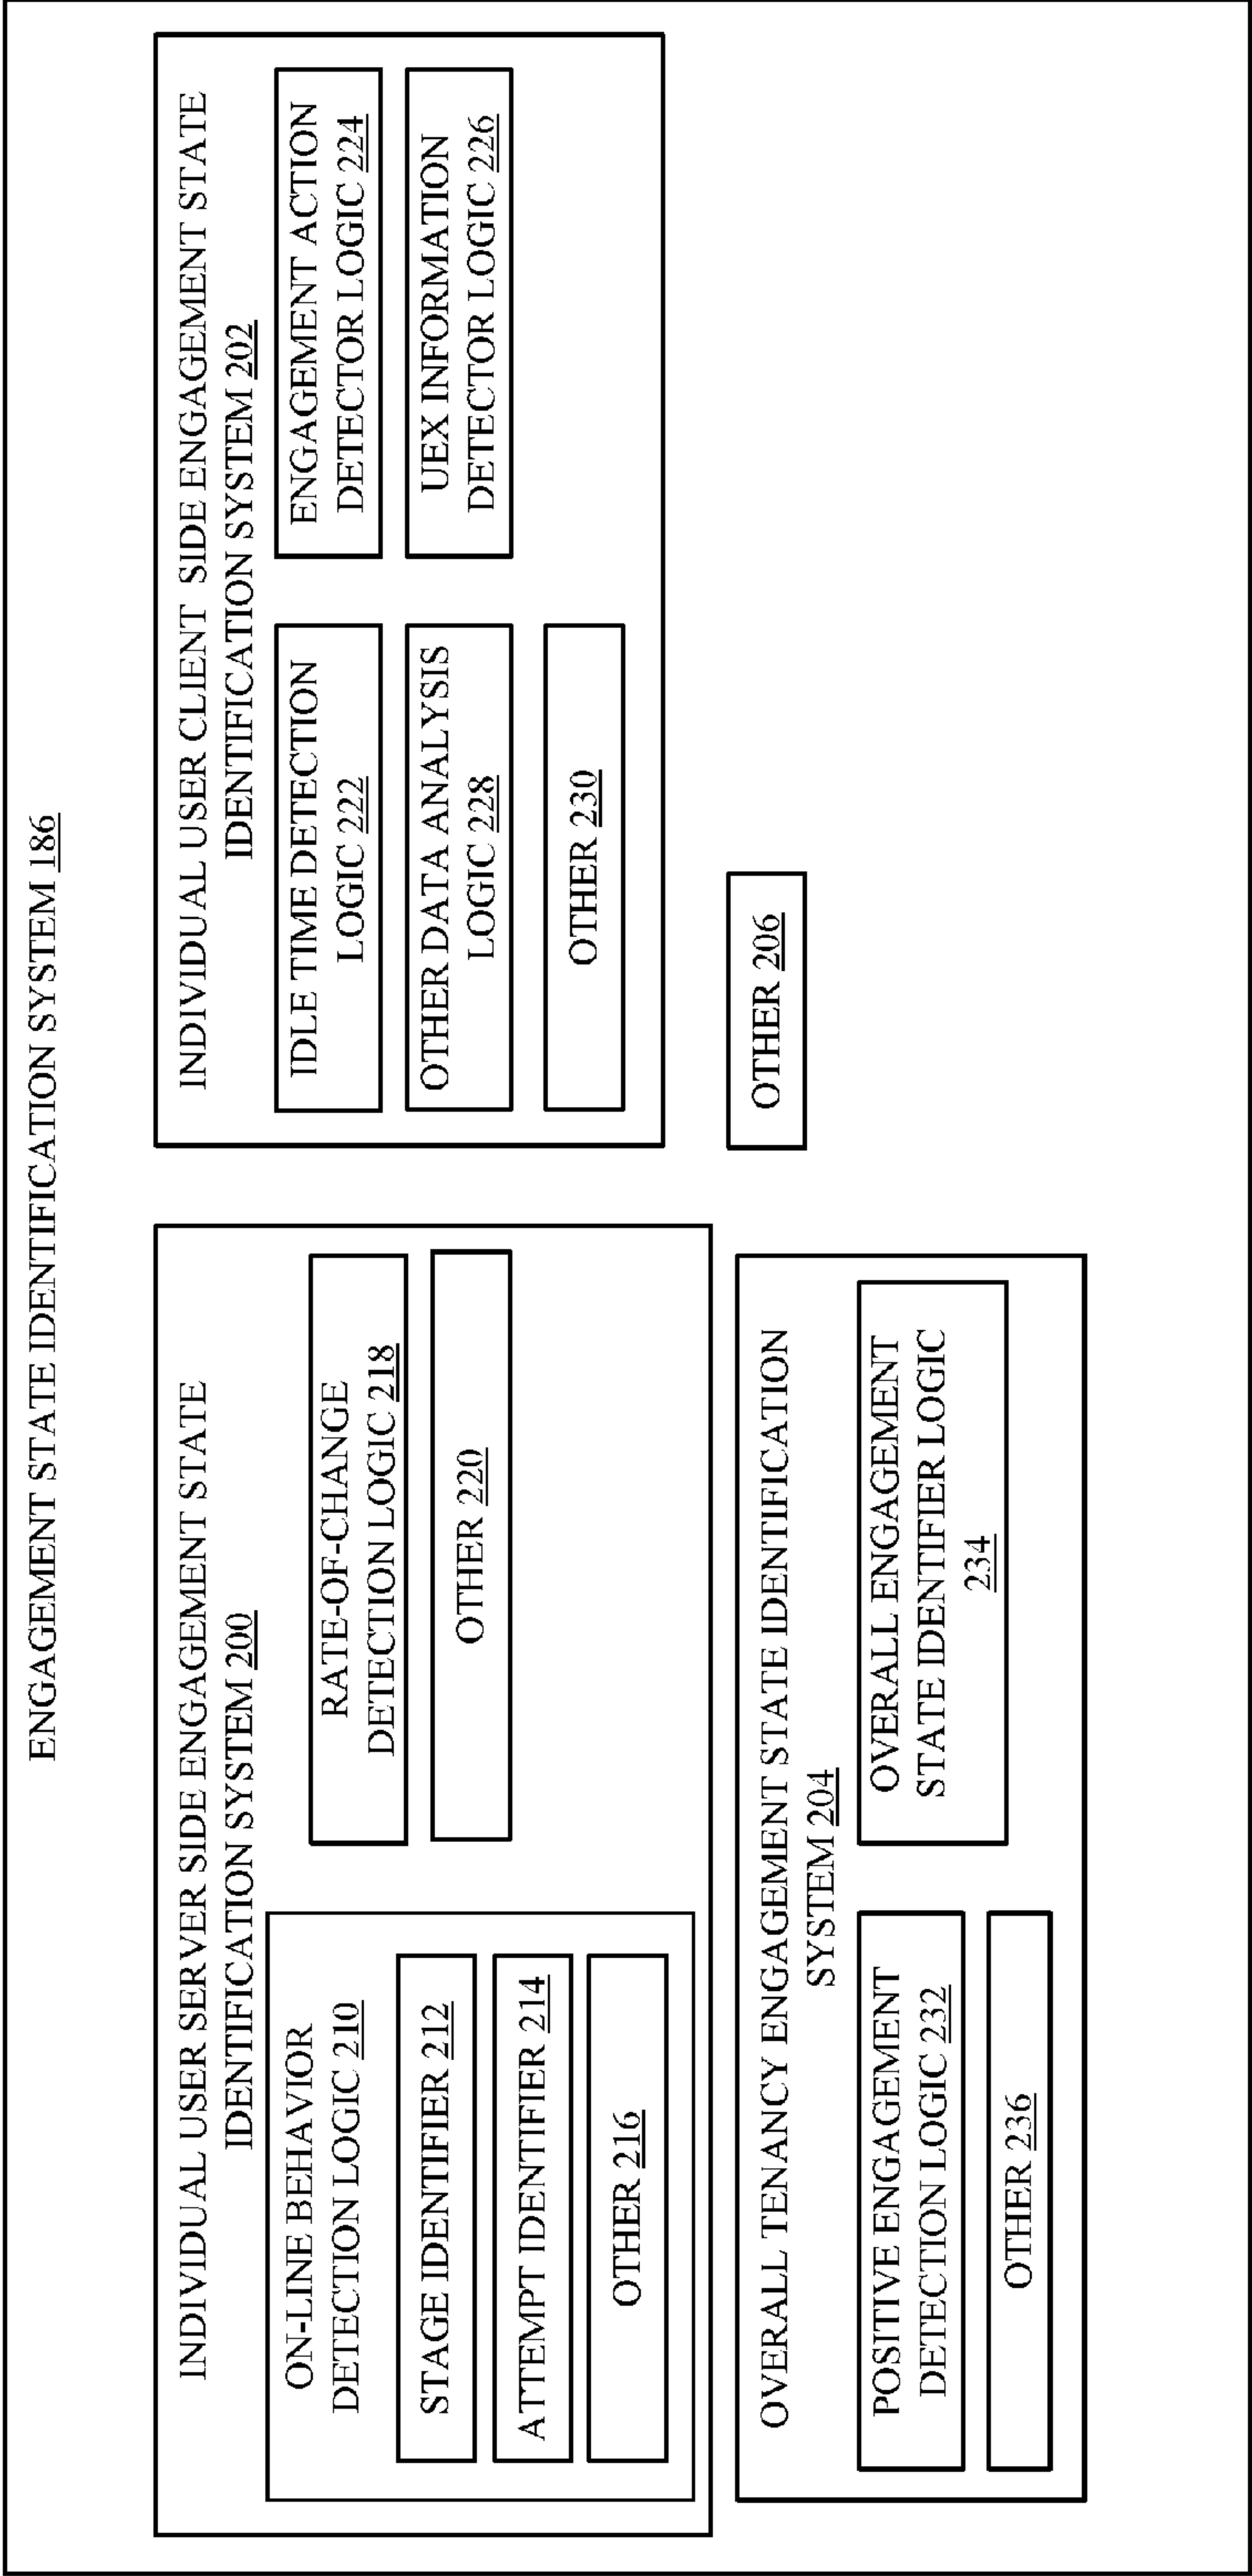 ENGAGEMENT STATE IDENTIFICATION SYSTEM 186
INDIVIDUAL USER SERVER SIDE ENGAGEMENT STATE
IDENTIFICATION SYSTEM 200
ON-LINE BEHAVIOR
DETECTION LOGIC 210
STAGE IDENTIFIER 212
ATTEMPT IDENTIFIER 214
OTHER 216
RATE-OF-CHANGE
DETECTION LOGIC 218
OTHER 220
INDIVIDUAL USER CLIENT SIDE ENGAGEMENT STATE
IDENTIFICATION SYSTEM 202
IDLE TIME DETECTION
LOGIC 222
ENGAGEMENT ACTION
DETECTOR LOGIC 224
OTHER DATA ANALYSIS
LOGIC 228
UEX INFORMATION
DETECTOR LOGIC 226
OTHER 230
OVERALL TENANCY ENGAGEMENT STATE IDENTIFICATION
SYSTEM 204
POSITIVE ENGAGEMENT
DETECTION LOGIC 232
OVERALL ENGAGEMENT
STATE IDENTIFIER LOGIC
234
OTHER 236
OTHER 206